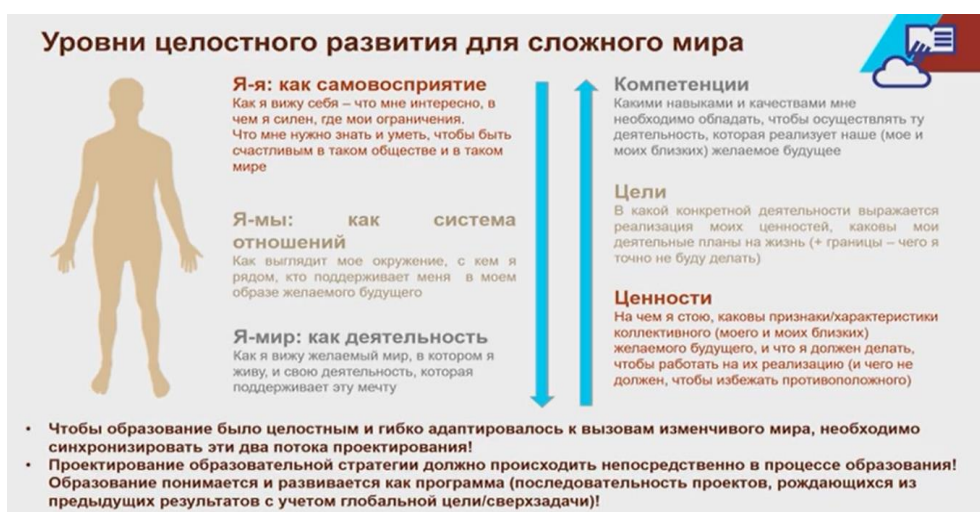 Уровни целостного развития для сложного мира
Я-я: как самовосприятие
Как я вижу себя – что мне интересно, в
чем я силен, где мои ограничения.
Что мне нужно знать и уметь, чтобы быть
счастливым в таком обществе и в таком
мире
Я-мы: как система
отношений
Как выглядит мое окружение, с кем я
рядом, кто поддерживает меня в моем
образе желаемого будущего
Я-мир: как деятельность
Как я вижу желаемый мир, в котором я
живу, и свою деятельность, которая
поддерживает эту мечту
Компетенции
Какими навыками и качествами мне
необходимо обладать, чтобы осуществлять ту
деятельность, которая реализует наше (мое и
моих близких) желаемое будущее
Цели
В какой конкретной деятельности выражается
реализация моих ценностей, каковы мои
деятельные планы на жизнь (+ границы – чего я
точно не буду делать)
Ценности
На чем я стою, каковы признаки/характеристики
коллективного (моего и моих близких)
желаемого будущего, и что я должен делать,
чтобы работать на их реализацию (и чего не
должен, чтобы избежать противоположного)
• Чтобы образование было целостным и гибко адаптировалось к вызовам изменчивого мира, необходимо
синхронизировать эти два потока проектирования!
• Проектирование образовательной стратегии должно происходить непосредственно в процессе образования!
Образование понимается и развивается как программа (последовательность проектов, рождающихся из
предыдущих результатов с учетом глобальной цели/сверхзадачи)!